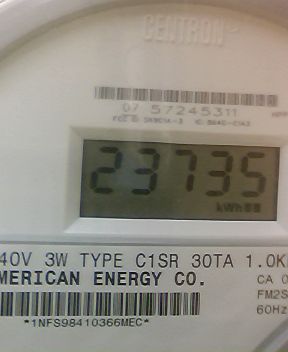 CENTRON
07 57245311
23735
kWh
40V 3W TYPE C1SR 30TA 1.0K
MERICAN ENERGY CO.
CA 0
FM2S
60Hz
*1NFS98410366MEC*